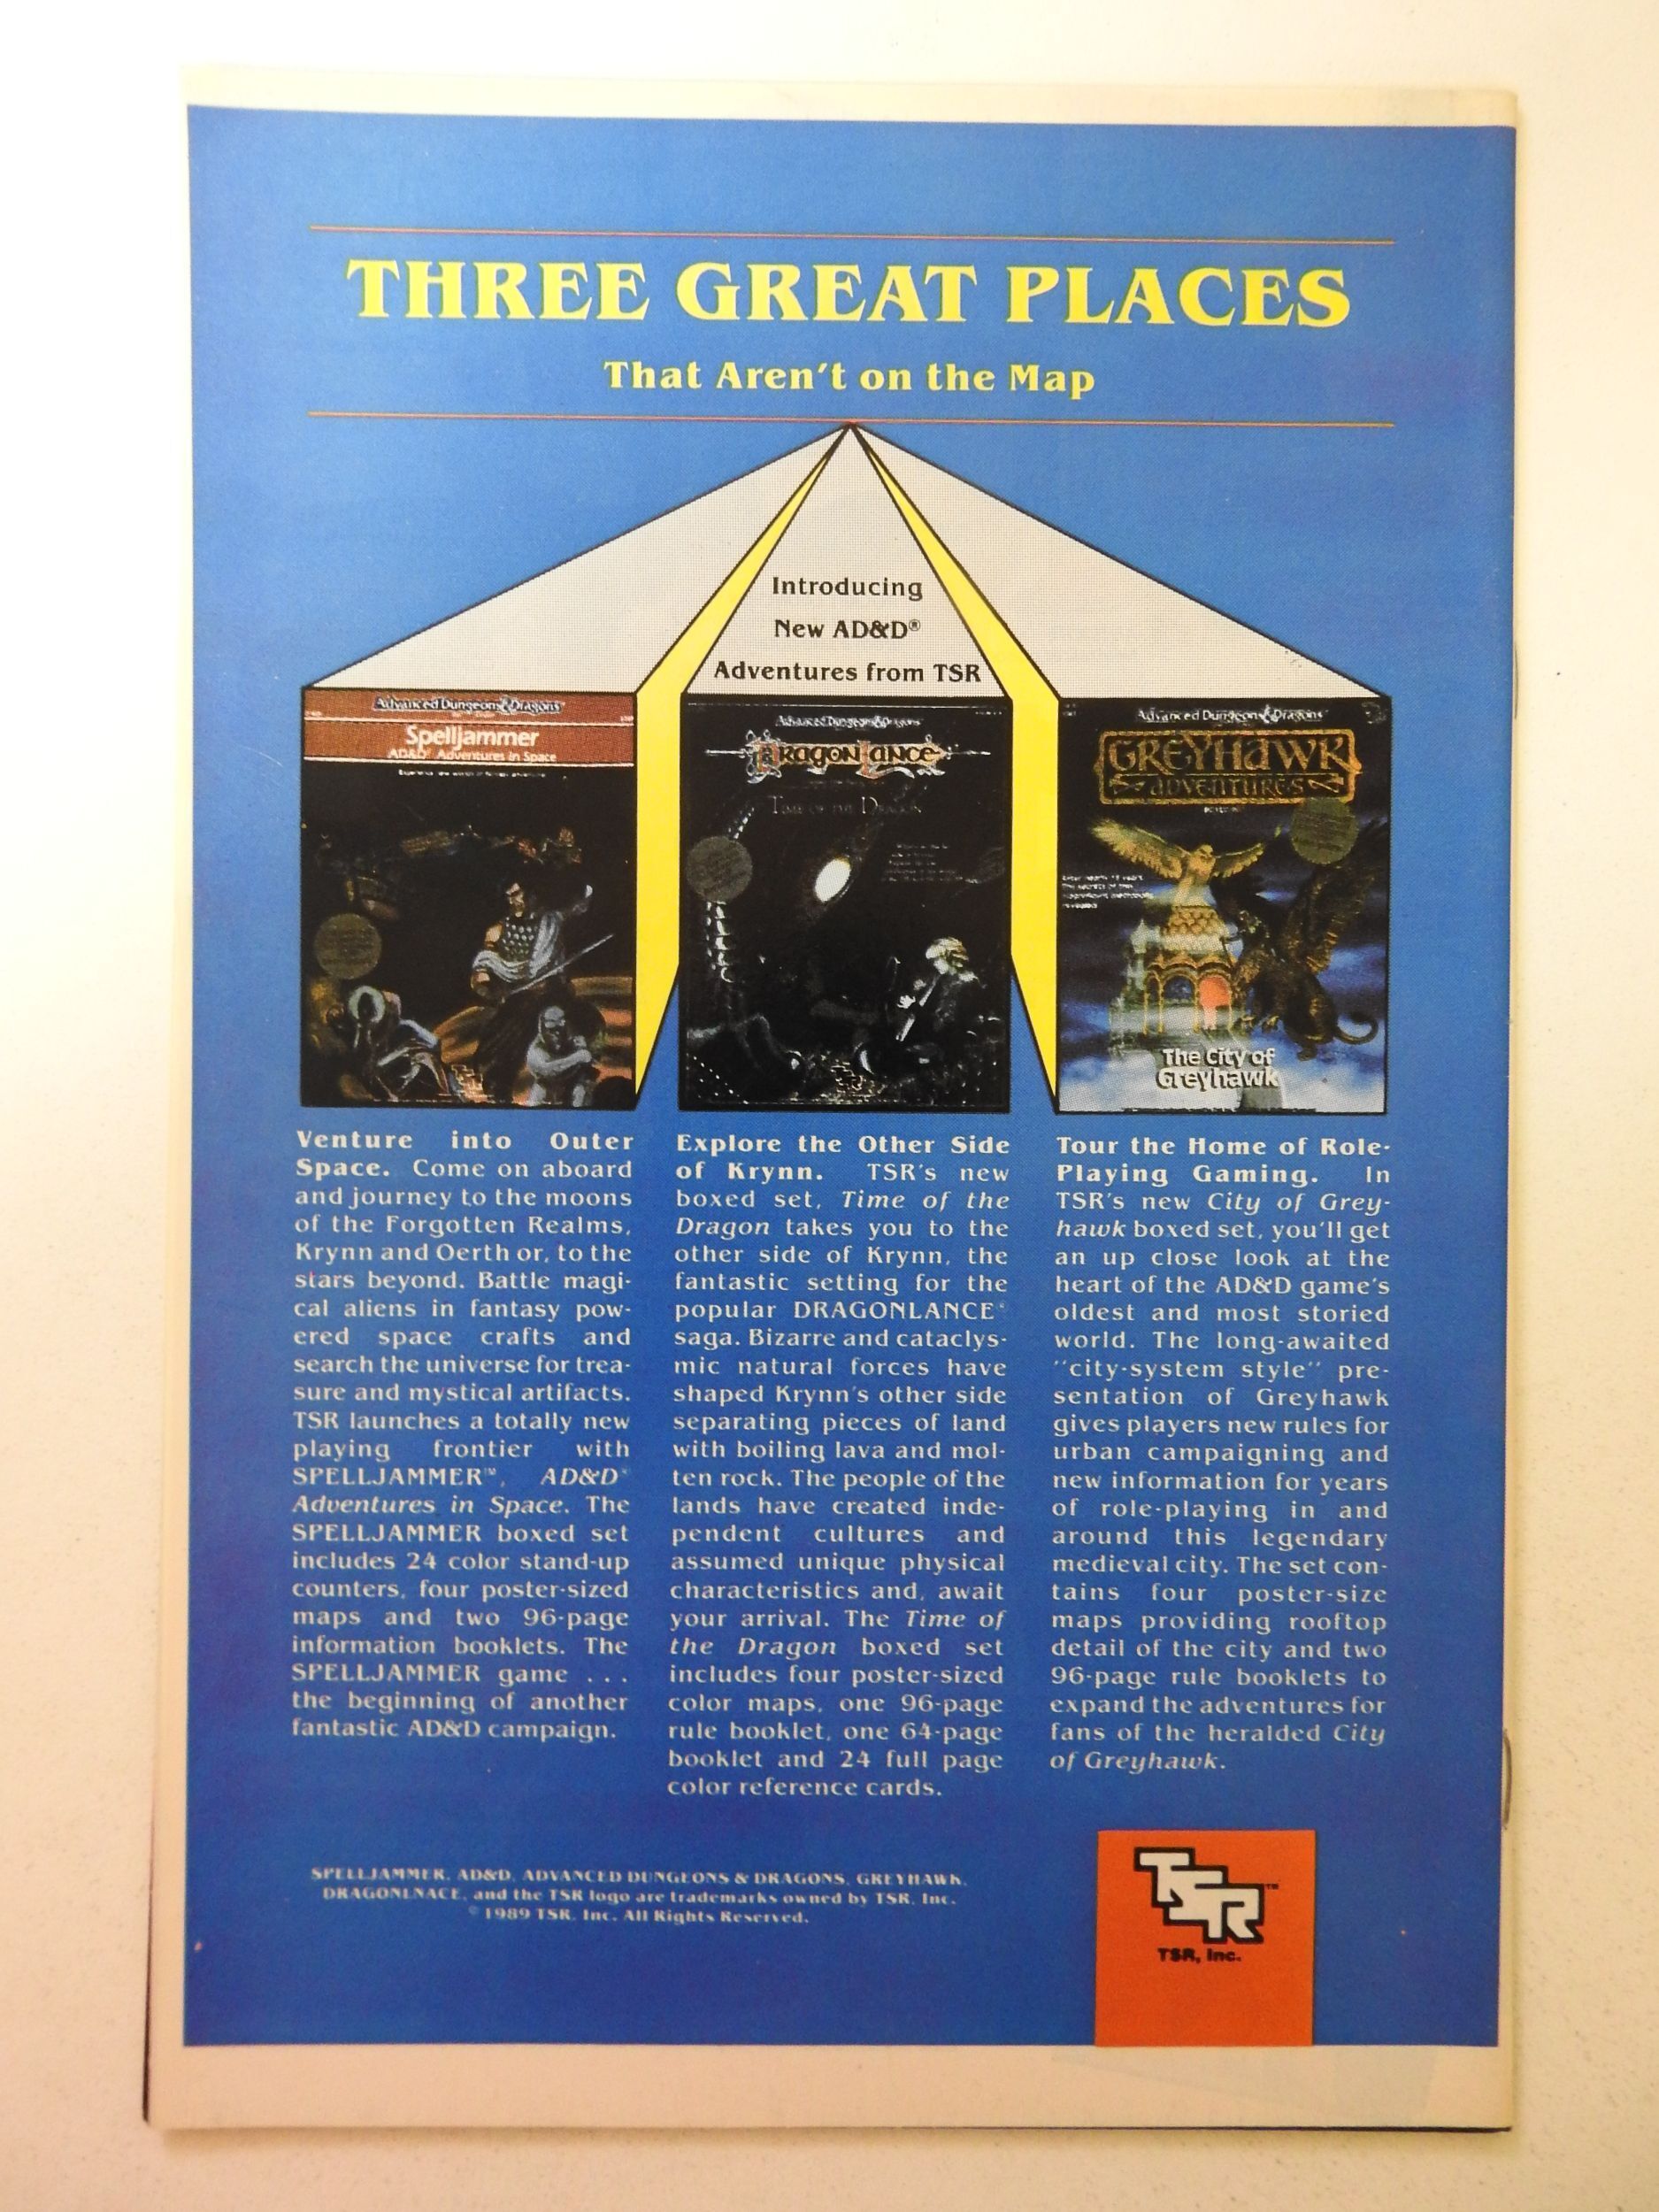 THREE GREAT PLACES
That Aren't on the Map
Introducing
New AD&D®
Adventures from TSR
Advanced Dungeons & Dragons
Spelljammer
AD&D® Adventures in Space
Advanced Dungeons & Dragons
DRAGONLANCE
TIME OF THE DRAGON
Advanced Dungeons & Dragons
GREYHAWK
ADVENTURES
The City of
Greyhawk
Venture into Outer
Space. Come on aboard
and journey to the moons
of the Forgotten Realms,
Krynn and Oerth or, to the
stars beyond. Battle magi-
cal aliens in fantasy pow-
ered space crafts and
search the universe for trea-
sure and mystical artifacts.
TSR launches a totally new
playing frontier with
SPELLJAMMER™, AD&D®
Adventures in Space. The
SPELLJAMMER boxed set
includes 24 color stand-up
counters, four poster-sized
maps and two 96-page
information booklets. The
SPELLJAMMER game . . .
the beginning of another
fantastic AD&D campaign.
Explore the Other Side
of Krynn. TSR's new
boxed set, Time of the
Dragon takes you to the
other side of Krynn, the
fantastic setting for the
popular DRAGONLANCE®
saga. Bizarre and cataclys-
mic natural forces have
shaped Krynn's other side
separating pieces of land
with boiling lava and mol-
ten rock. The people of the
lands have created inde-
pendent cultures and
assumed unique physical
characteristics and, await
your arrival. The Time of
the Dragon boxed set
includes four poster-sized
color maps, one 96-page
rule booklet, one 64-page
booklet and 24 full page
color reference cards.
Tour the Home of Role-
Playing Gaming. In
TSR's new City of Grey-
hawk boxed set, you'll get
an up close look at the
heart of the AD&D game's
oldest and most storied
world. The long-awaited
"city-system style" pre-
sentation of Greyhawk
gives players new rules for
urban campaigning and
new information for years
of role-playing in and
around this legendary
medieval city. The set con-
tains four poster-size
maps providing rooftop
detail of the city and two
96-page rule booklets to
expand the adventures for
fans of the heralded City
of Greyhawk.
SPELLJAMMER, AD&D, ADVANCED DUNGEONS & DRAGONS, GREYHAWK,
DRAGONLNACE, and the TSR logo are trademarks owned by TSR, Inc.
©1989 TSR, Inc. All Rights Reserved.
TSR™
TSR, Inc.